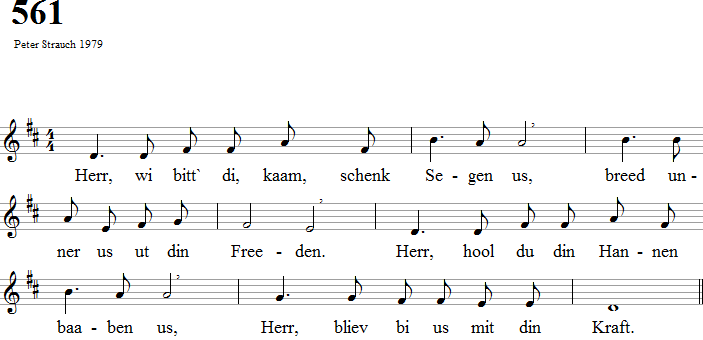 561
Peter Strauch 1979
Herr, wi bitt` di, kaam, schenk Se - gen us, breed un -
ner us ut din Free - den. Herr, hool du din Han - nen
baa - ben us, Herr, bliev bi us mit din Kraft.